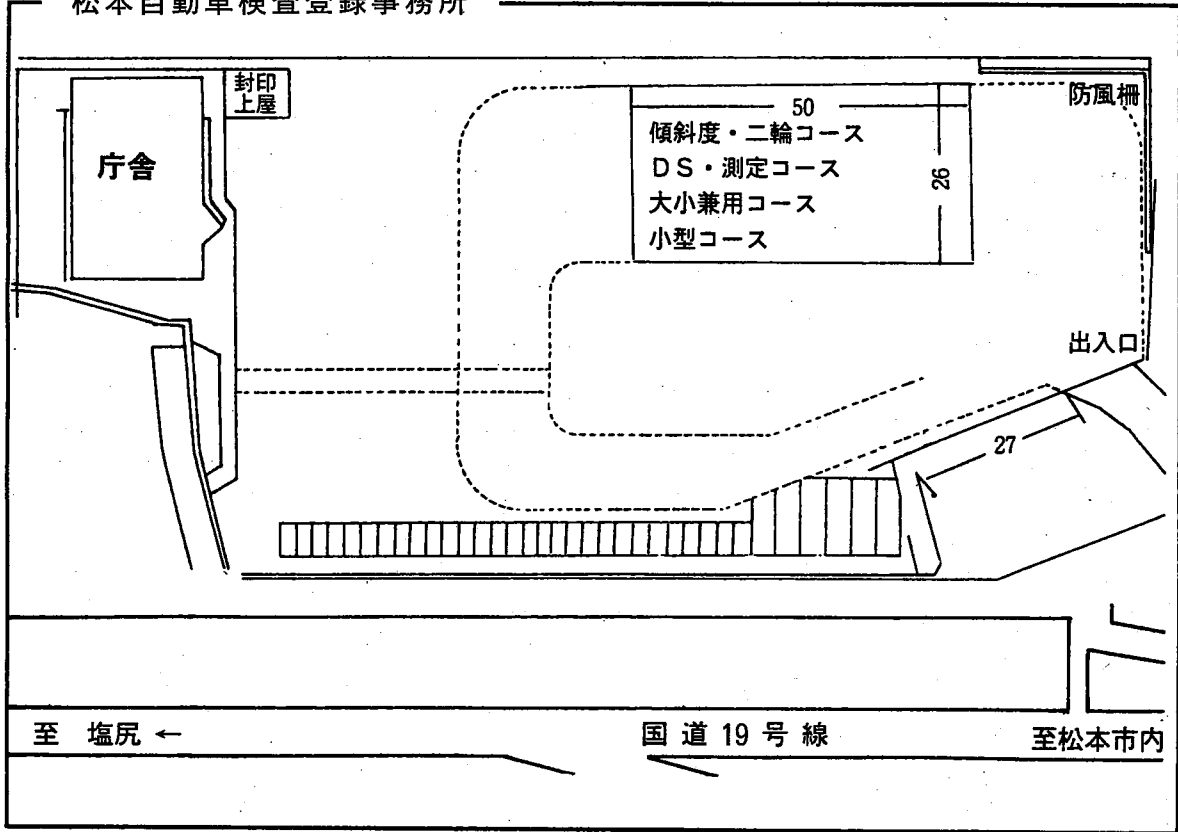 松本自動車検査登録事務所
封印
上屋
庁舎
50
傾斜度・二輪コース
DS・測定コース
大小兼用コース
小型コース
26
防風柵
出入口
27
至 塩尻 ←
国道19号線
至松本市内